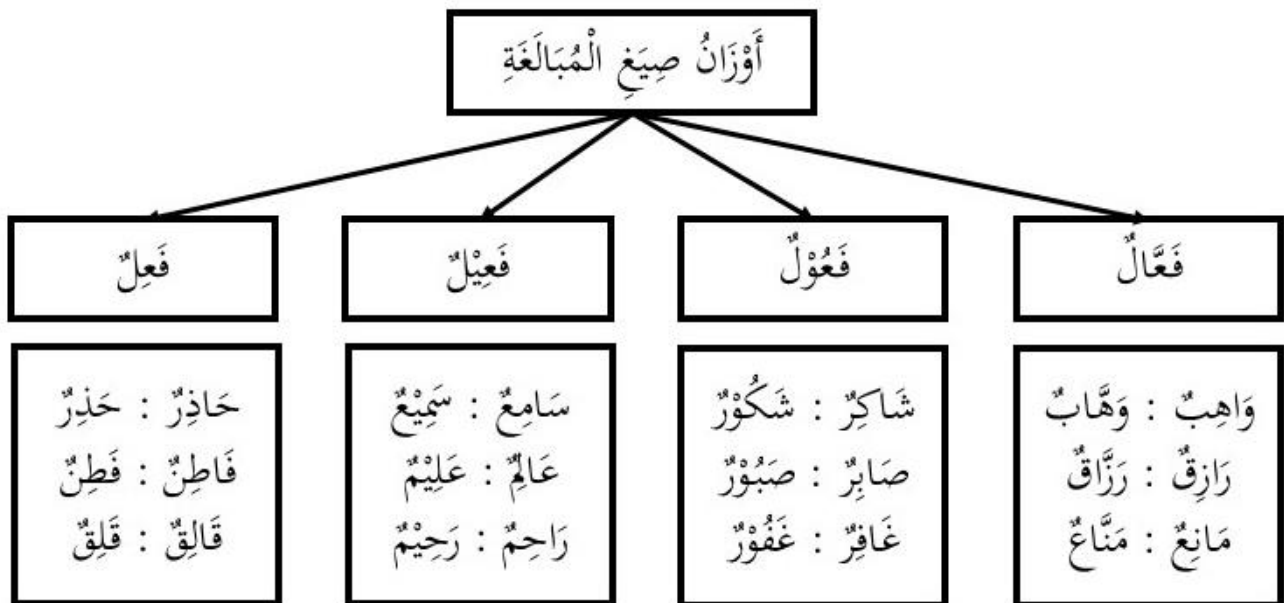 أَوْزَانُ صِيَغِ الْمُبَالَغَةِ
فَعَّالٌ
فَعُوْلٌ
فَعِيْلٌ
فَعِلٌ
وَاهِبٌ : وَهَّابٌ
رَازِقٌ : رَزَّاقٌ
مَانِعٌ : مَنَّاعٌ
شَاكِرٌ : شَكُوْرٌ
صَابِرٌ : صَبُوْرٌ
غَافِرٌ : غَفُوْرٌ
سَامِعٌ : سَمِيْعٌ
عَالِمٌ : عَلِيْمٌ
رَاحِمٌ : رَحِيْمٌ
حَاذِرٌ : حَذِرٌ
فَاطِنٌ : فَطِنٌ
قَالِقٌ : قَلِقٌ